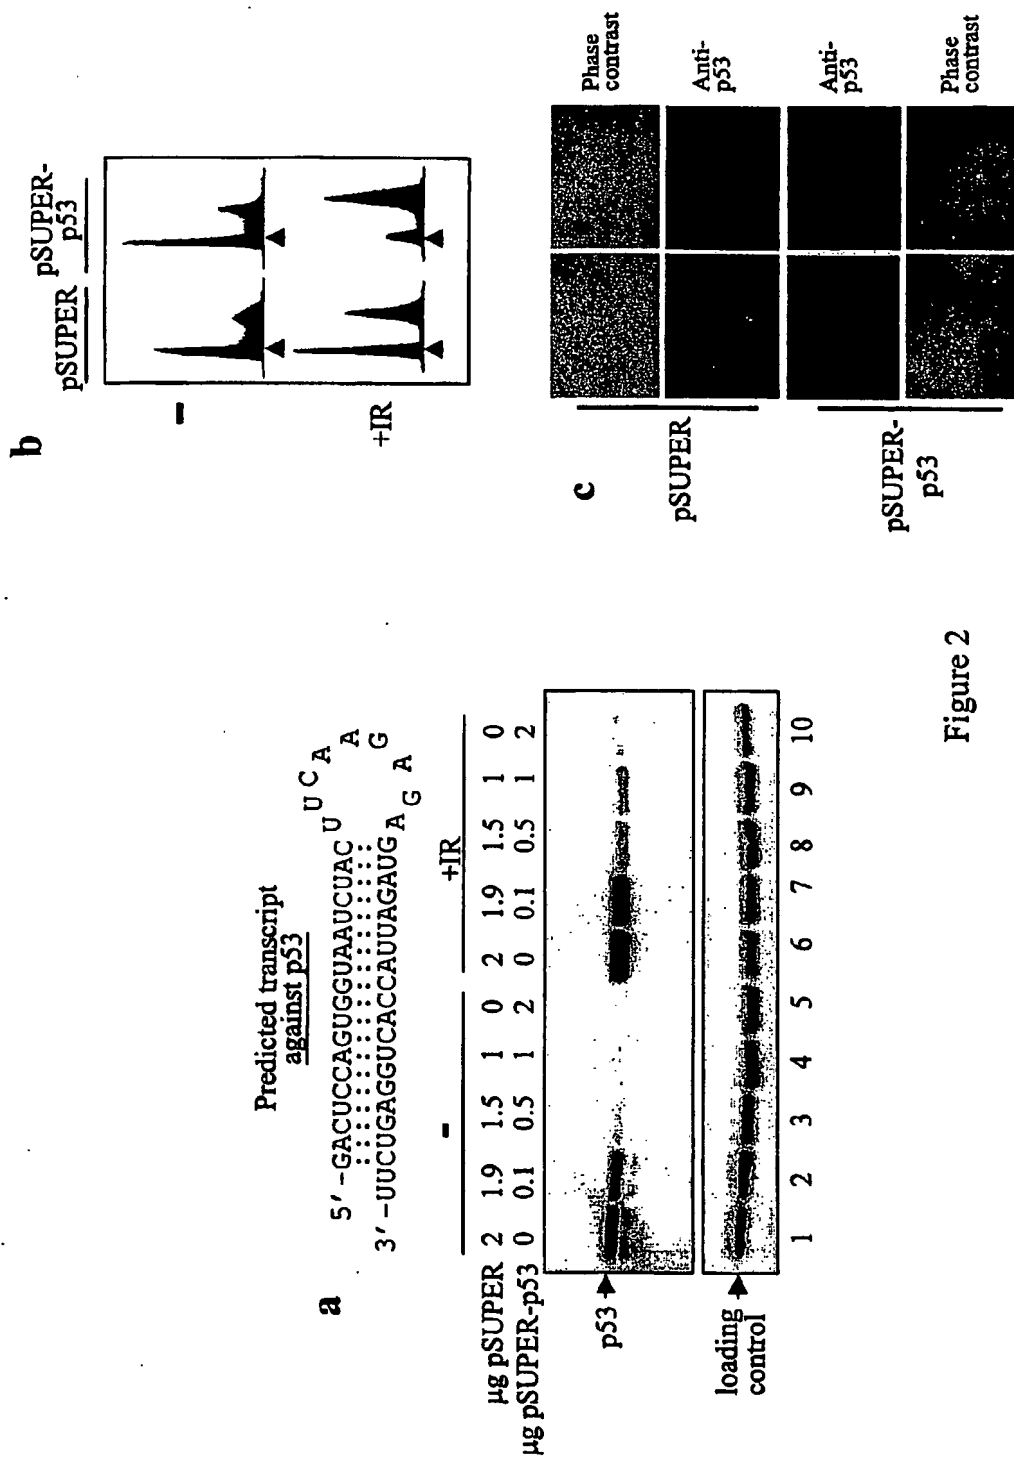 a
Predicted transcript
against p53
5′-GACUCCAGUGGUAAUCUAC
U U C A A G A G A
3′-UUCUGAGGUCACCAUUAGAUG
- +IR
µg pSUPER 2 1.9 1.5 1 0 2 1.9 1.5 1 0
µg pSUPER-p53 0 0.1 0.5 1 2 0 0.1 0.5 1 2
p53
loading
control
1 2 3 4 5 6 7 8 9 10
b
pSUPER
pSUPER-
p53
-
+IR
c
pSUPER
Phase
contrast
Anti-
p53
pSUPER-
p53
Anti-
p53
Phase
contrast
Figure 2